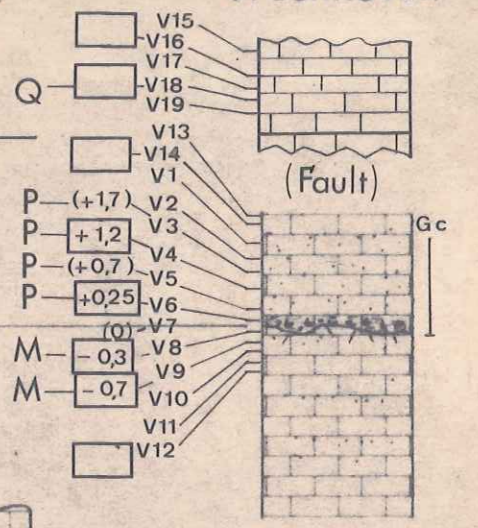 V15
V16
V17
Q V18
V19
V13
V14
V1
P (+1,7) V2
V3
P +1,2 V4
P (+0,7) V5
P +0,25 V6
(0) V7
M - 0,3 V8
M - 0,7 V9
V10
V11
V12
(Fault)
Gc